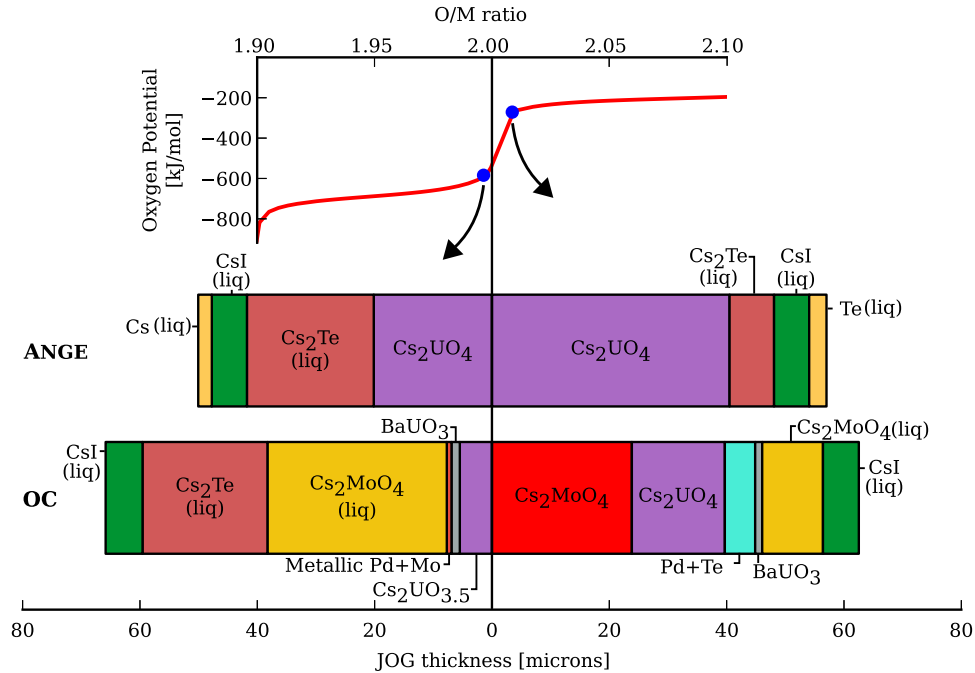 O/M ratio
1.90 1.95 2.00 2.05 2.10
Oxygen Potential
[kJ/mol]
−200
−400
−600
−800
CsI
(liq)
Cs (liq)
Cs₂Te
(liq)
CsI
(liq)
Te (liq)
ANGE
Cs₂Te
(liq)
Cs₂UO₄
Cs₂UO₄
BaUO₃
Cs₂MoO₄(liq)
CsI
(liq)
CsI
(liq)
OC
Cs₂Te
(liq)
Cs₂MoO₄
(liq)
Cs₂MoO₄
Cs₂UO₄
Metallic Pd+Mo
Cs₂UO₃.₅
Pd+Te
BaUO₃
80 60 40 20 0 20 40 60 80
JOG thickness [microns]